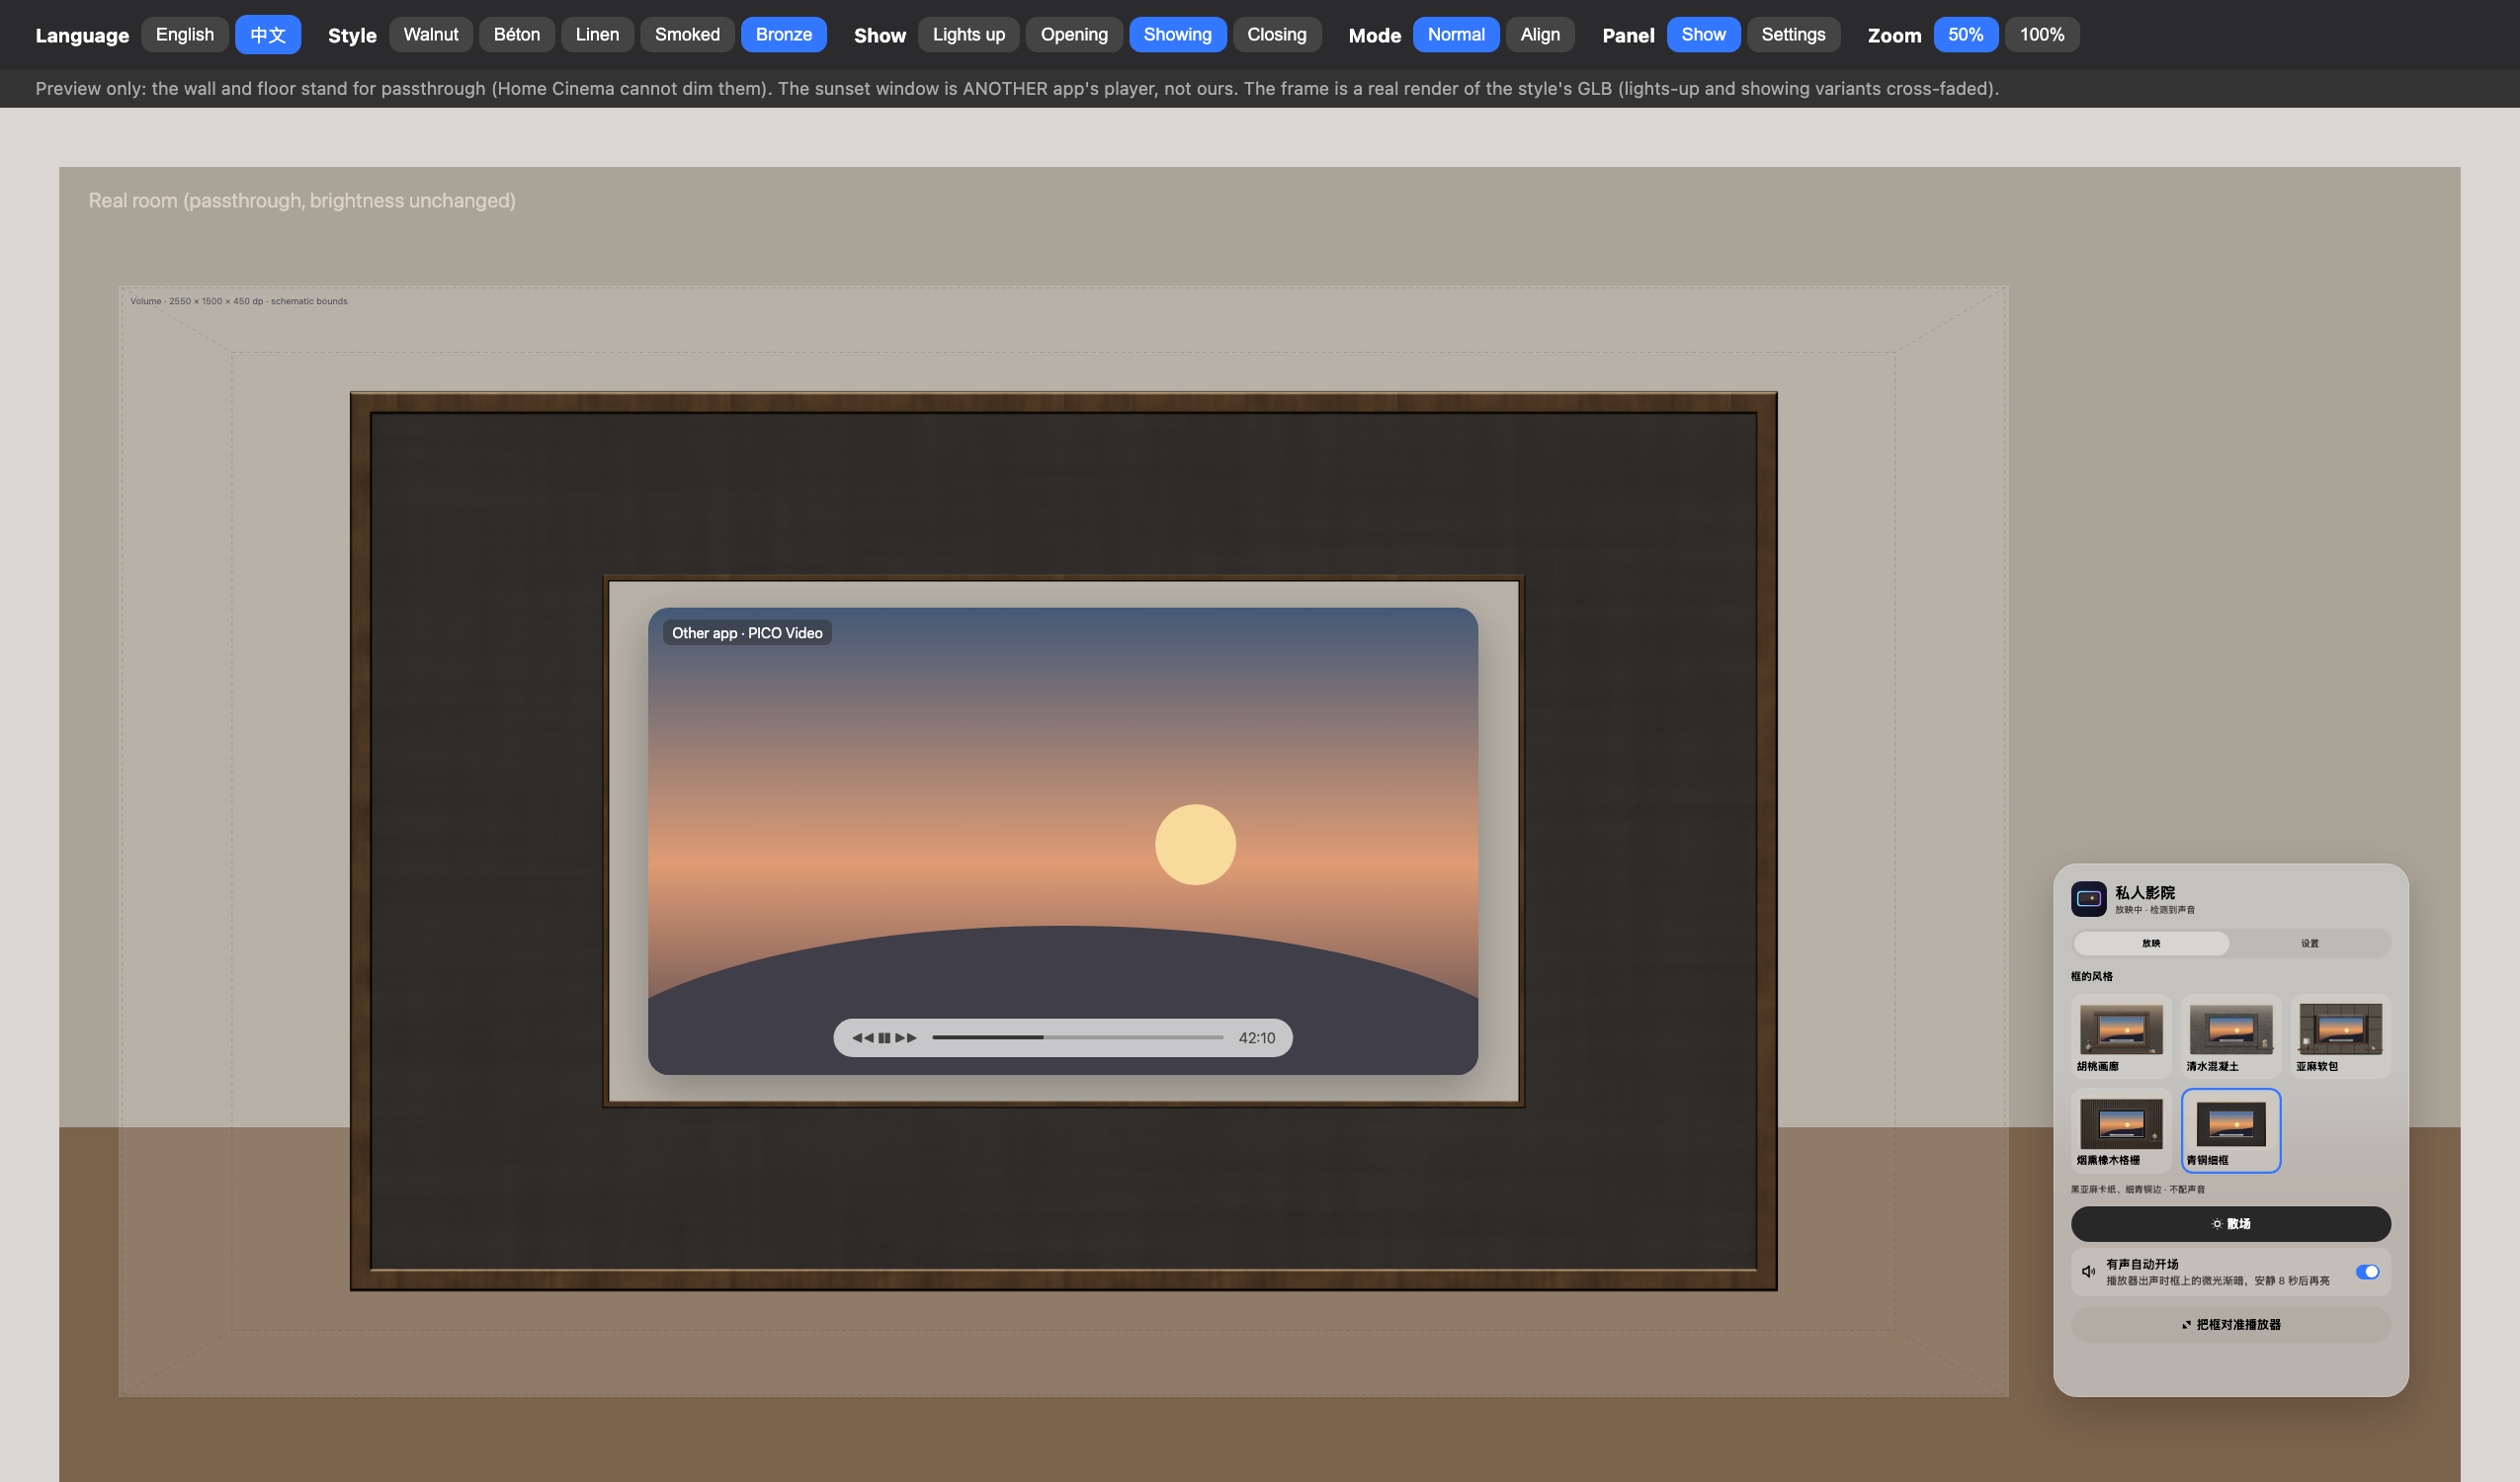 Language English 中文 Style Walnut Béton Linen Smoked Bronze Show Lights up Opening Showing Closing Mode Normal Align Panel Show Settings Zoom 50% 100%
Preview only: the wall and floor stand for passthrough (Home Cinema cannot dim them). The sunset window is ANOTHER app's player, not ours. The frame is a real render of the style's GLB (lights-up and showing variants cross-faded).
Real room (passthrough, brightness unchanged)
Volume · 2550 × 1500 × 450 dp · schematic bounds
Other app · PICO Video
42:10
私人影院
放映中 · 检测到声音
放映 设置
框的风格
胡桃画廊 清水混凝土 亚麻软包
烟熏橡木格栅 青铜细框
黑亚麻卡纸、细青铜边 · 不配声音
散场
有声自动开场
播放器出声时框上的微光渐暗，安静 8 秒后再亮
把框对准播放器